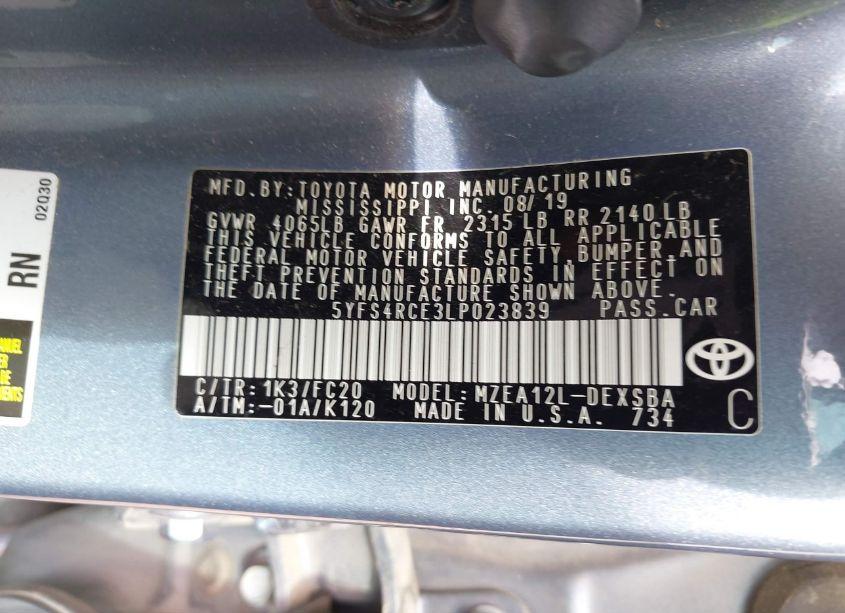 MFD. BY: TOYOTA MOTOR MANUFACTURING
MISSISSIPPI INC. 08/19
GVWR 4065LB GAWR FR 2315 LB RR 2140 LB
THIS VEHICLE CONFORMS TO ALL APPLICABLE
FEDERAL MOTOR VEHICLE SAFETY, BUMPER, AND
THEFT PREVENTION STANDARDS IN EFFECT ON
THE DATE OF MANUFACTURE SHOWN ABOVE.
5YFS4RCE3LP023839 PASS. CAR
C/TR: 1K3/FC20 MODEL: MZEA12L-DEXSBA
A/TM: -01A/K120 MADE IN U.S.A. 734
C
02Q30
RN